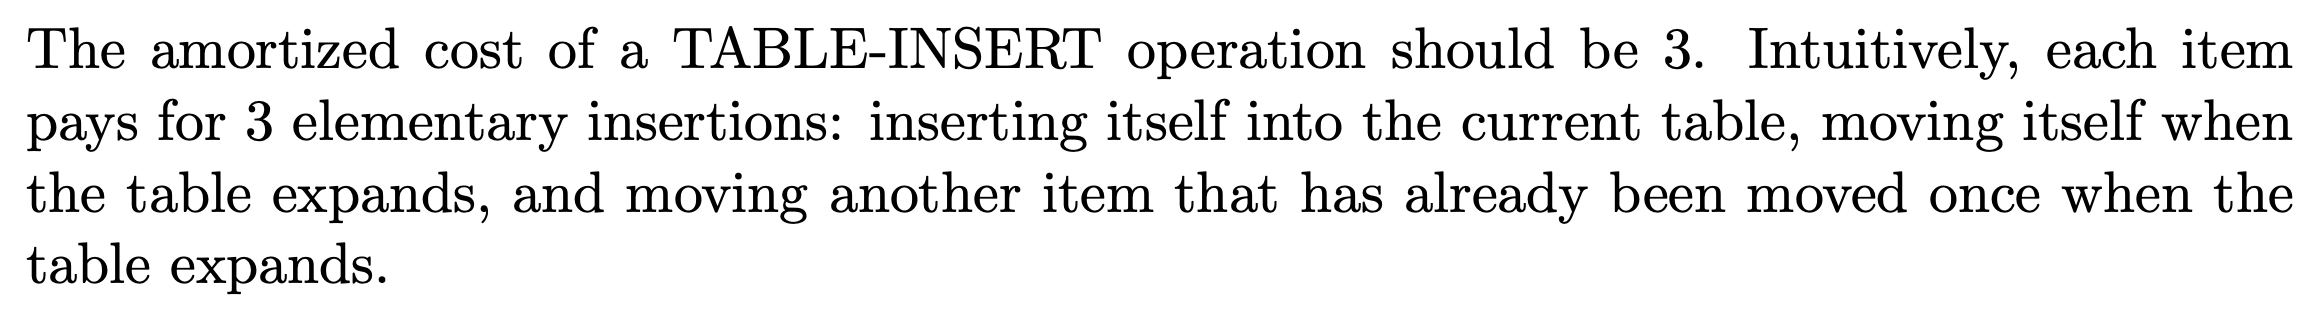 The amortized cost of a TABLE-INSERT operation should be 3. Intuitively, each item
pays for 3 elementary insertions: inserting itself into the current table, moving itself when
the table expands, and moving another item that has already been moved once when the
table expands.